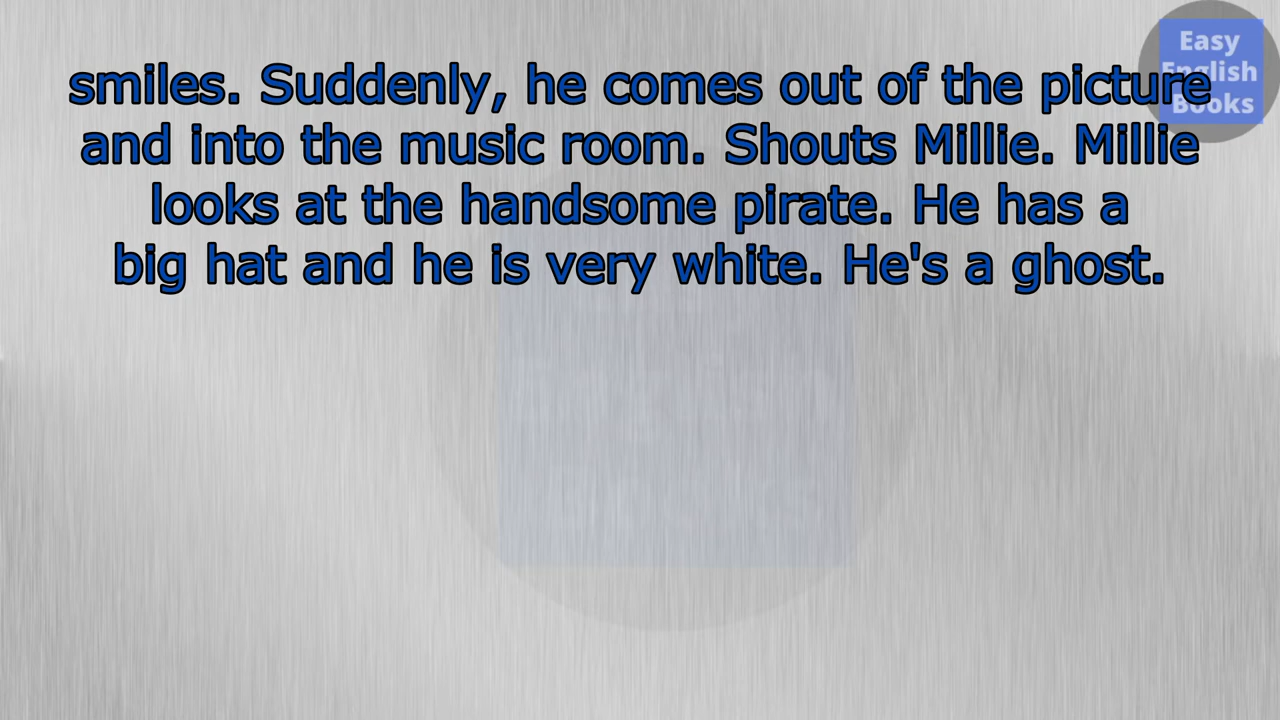 Easy
English
Books
smiles. Suddenly, he comes out of the picture
and into the music room. Shouts Millie. Millie
looks at the handsome pirate. He has a
big hat and he is very white. He's a ghost.